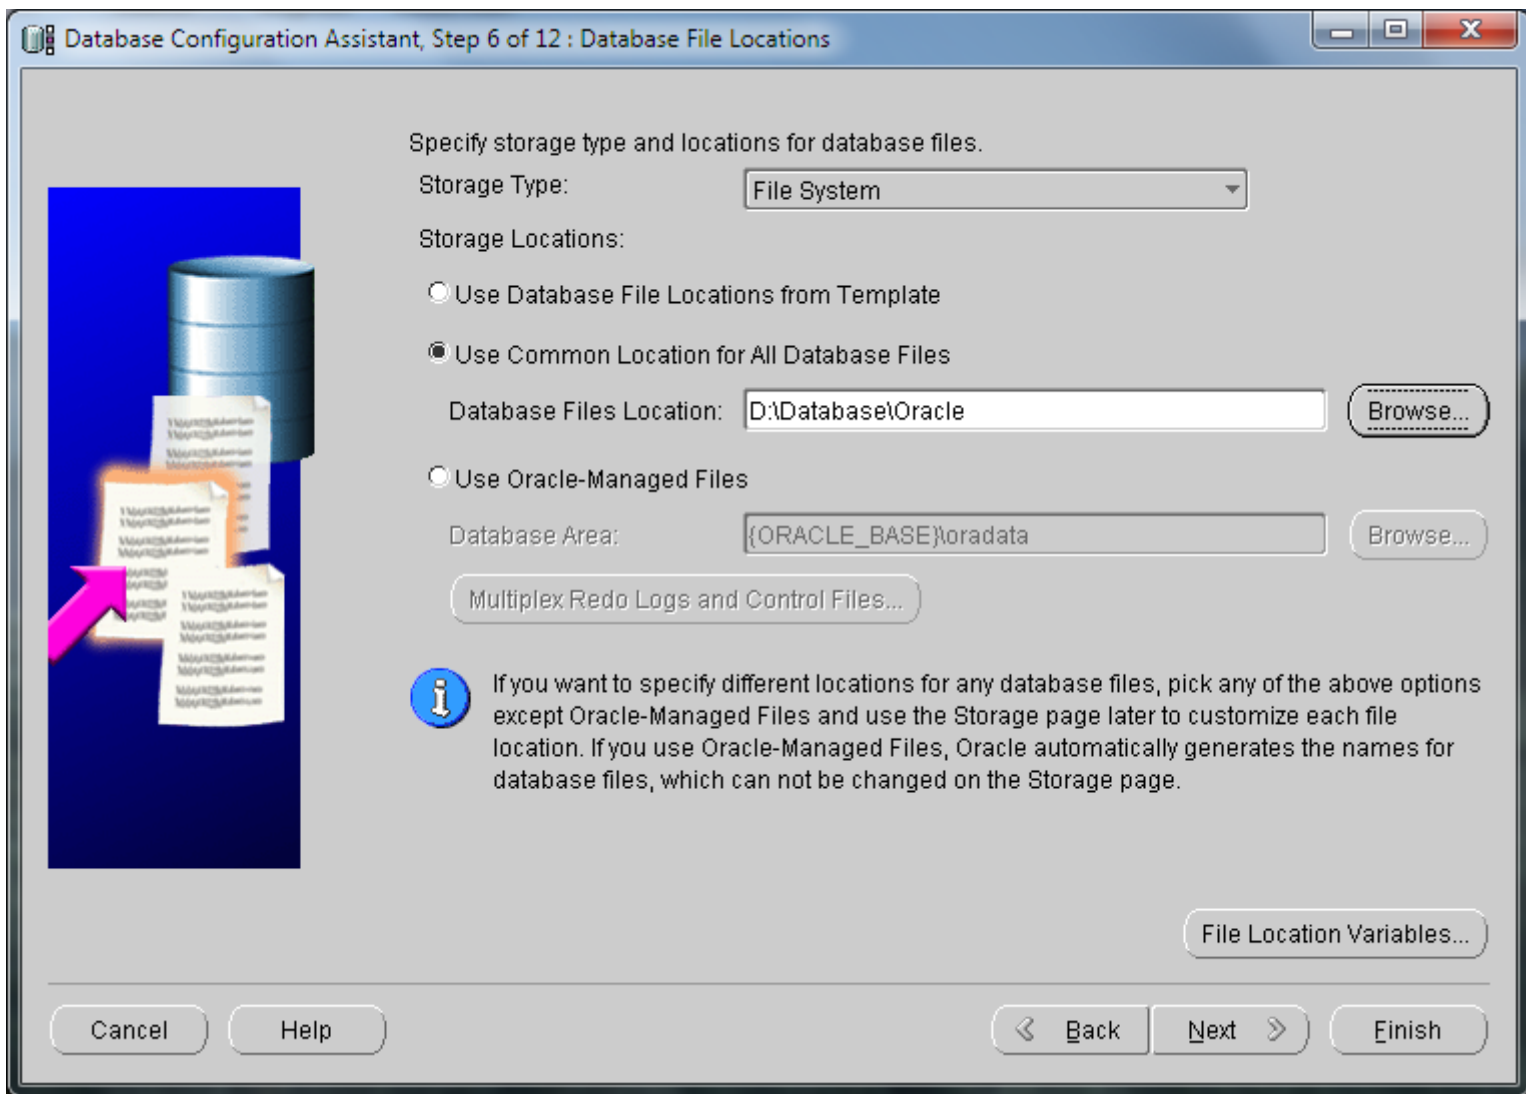 Database Configuration Assistant, Step 6 of 12 : Database File Locations
Specify storage type and locations for database files.
Storage Type:
File System
Storage Locations:
Use Database File Locations from Template
Use Common Location for All Database Files
Database Files Location:
D:\Database\Oracle
Browse...
Use Oracle-Managed Files
Database Area:
{ORACLE_BASE}\oradata
Browse...
Multiplex Redo Logs and Control Files...
If you want to specify different locations for any database files, pick any of the above options
except Oracle-Managed Files and use the Storage page later to customize each file
location. If you use Oracle-Managed Files, Oracle automatically generates the names for
database files, which can not be changed on the Storage page.
File Location Variables...
Cancel
Help
Back
Next
Finish